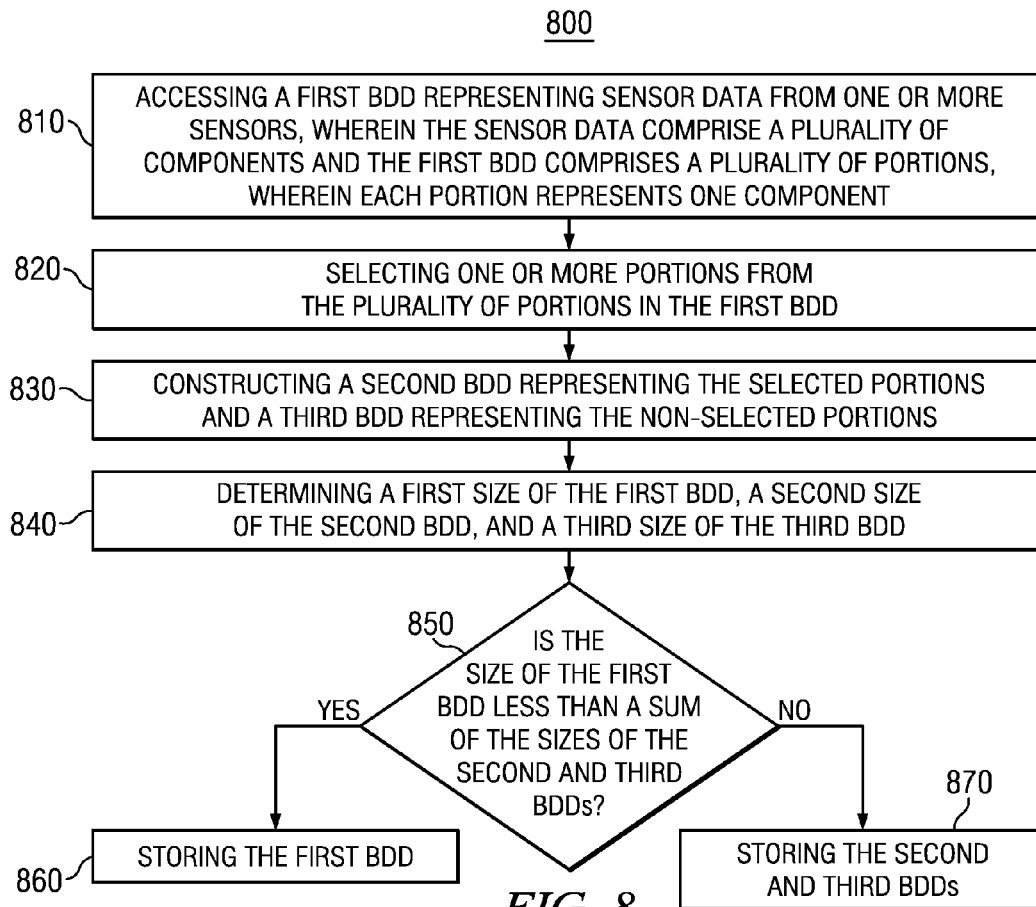 800
810
ACCESSING A FIRST BDD REPRESENTING SENSOR DATA FROM ONE OR MORE
SENSORS, WHEREIN THE SENSOR DATA COMPRISE A PLURALITY OF
COMPONENTS AND THE FIRST BDD COMPRISES A PLURALITY OF PORTIONS,
WHEREIN EACH PORTION REPRESENTS ONE COMPONENT
820
SELECTING ONE OR MORE PORTIONS FROM
THE PLURALITY OF PORTIONS IN THE FIRST BDD
830
CONSTRUCTING A SECOND BDD REPRESENTING THE SELECTED PORTIONS
AND A THIRD BDD REPRESENTING THE NON-SELECTED PORTIONS
840
DETERMINING A FIRST SIZE OF THE FIRST BDD, A SECOND SIZE
OF THE SECOND BDD, AND A THIRD SIZE OF THE THIRD BDD
850
IS THE
SIZE OF THE FIRST
BDD LESS THAN A SUM
OF THE SIZES OF THE
SECOND AND THIRD
BDDs?
YES
NO
860
STORING THE FIRST BDD
870
STORING THE SECOND
AND THIRD BDDs
FIG. 8